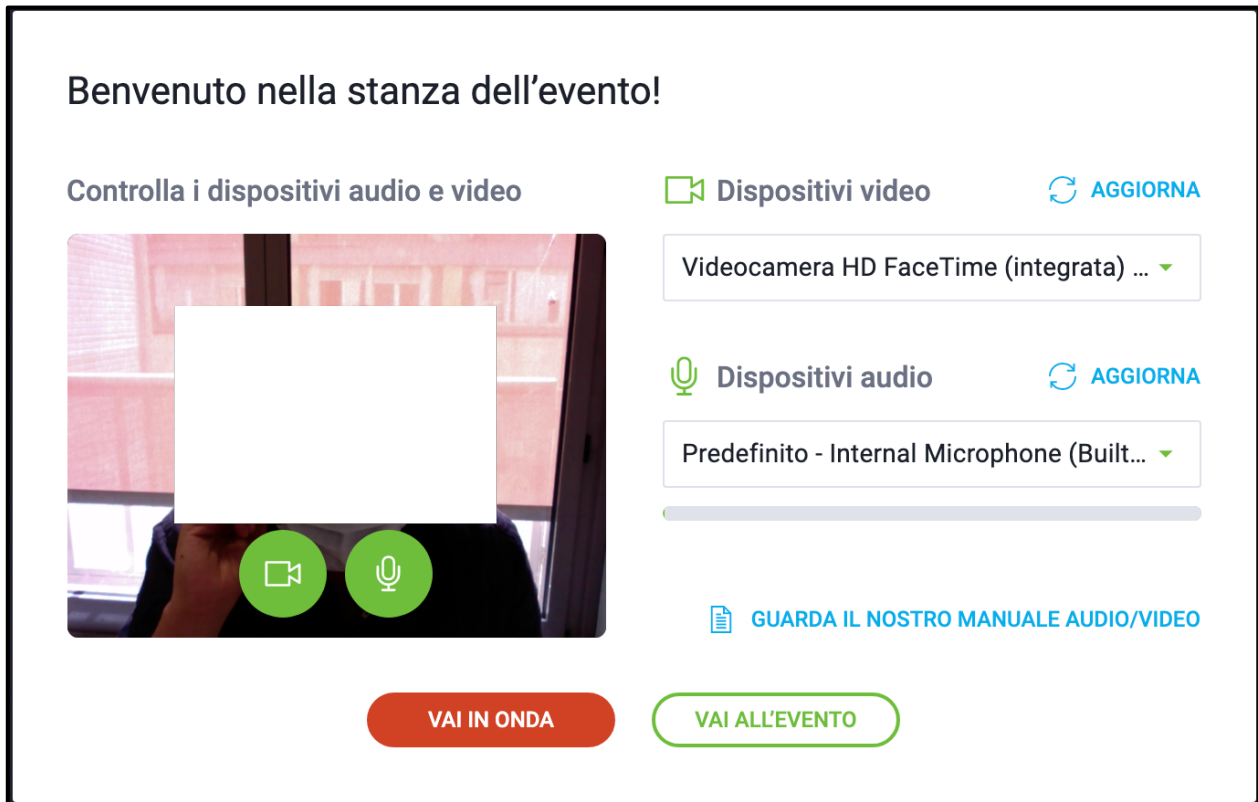 Benvenuto nella stanza dell’evento!
Controlla i dispositivi audio e video
Dispositivi video
AGGIORNA
Videocamera HD FaceTime (integrata) ...
Dispositivi audio
AGGIORNA
Predefinito - Internal Microphone (Built...
GUARDA IL NOSTRO MANUALE AUDIO/VIDEO
VAI IN ONDA
VAI ALL’EVENTO